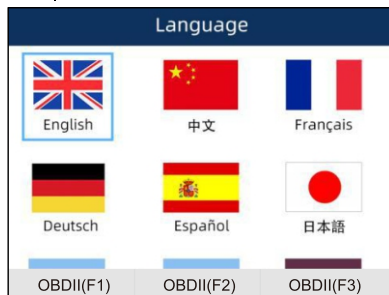 Language
English 中文 Français
Deutsch Español 日本語
OBDII(F1) OBDII(F2) OBDII(F3)